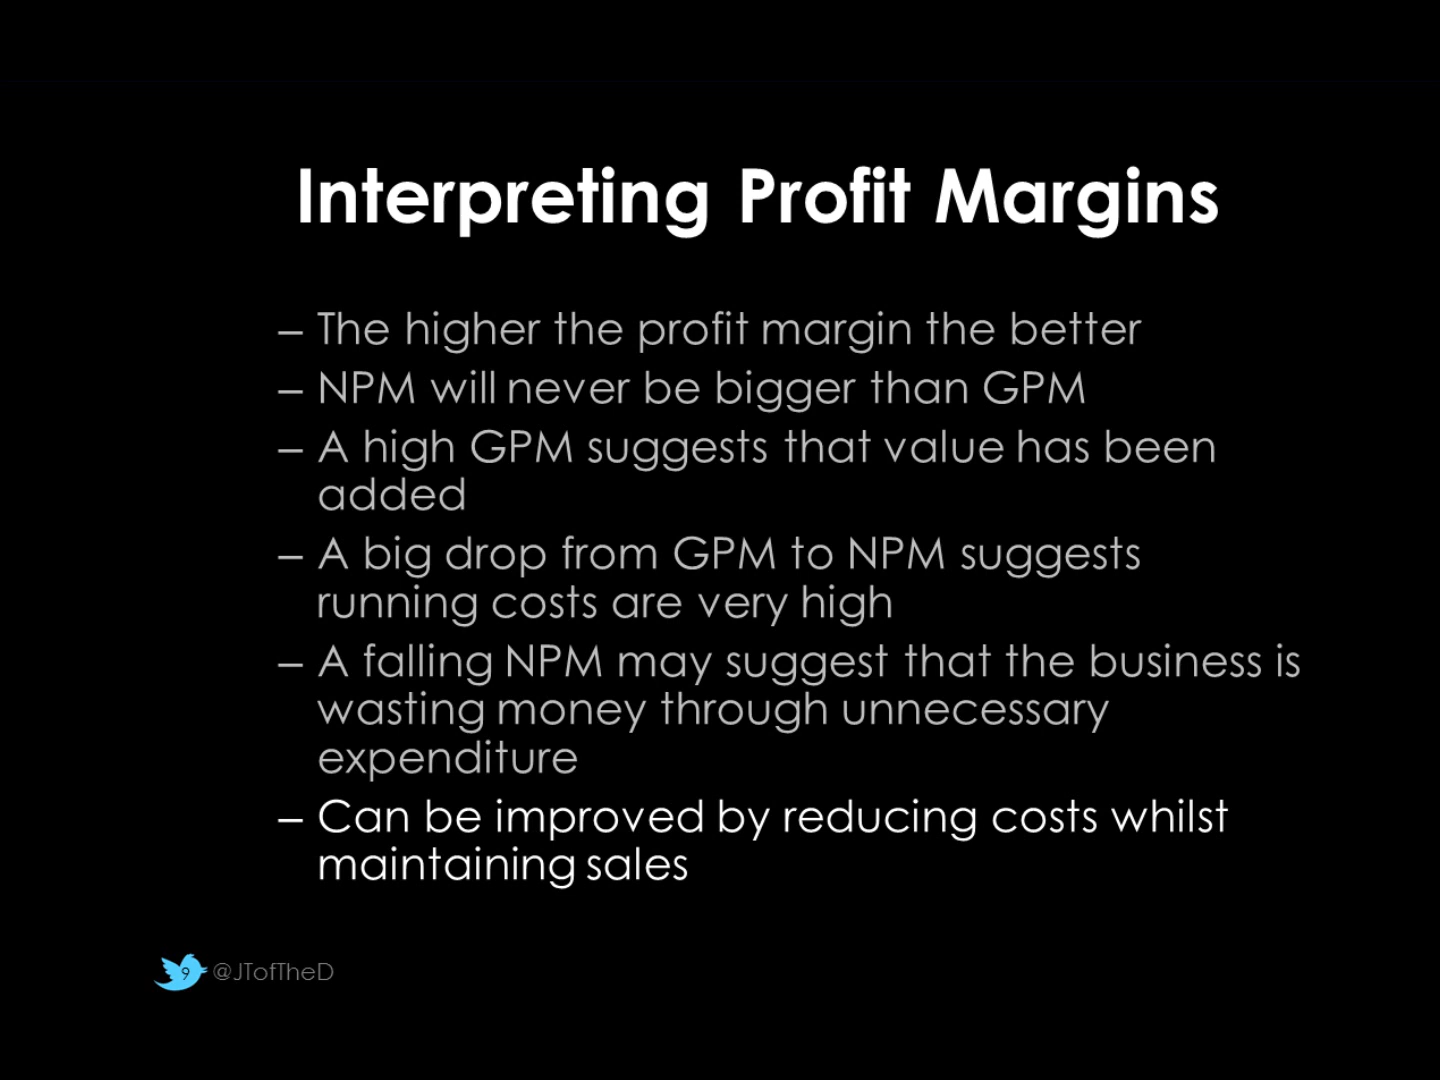 Interpreting Profit Margins
– The higher the profit margin the better
– NPM will never be bigger than GPM
– A high GPM suggests that value has been
added
– A big drop from GPM to NPM suggests
running costs are very high
– A falling NPM may suggest that the business is
wasting money through unnecessary
expenditure
– Can be improved by reducing costs whilst
maintaining sales
9 @JTofTheD